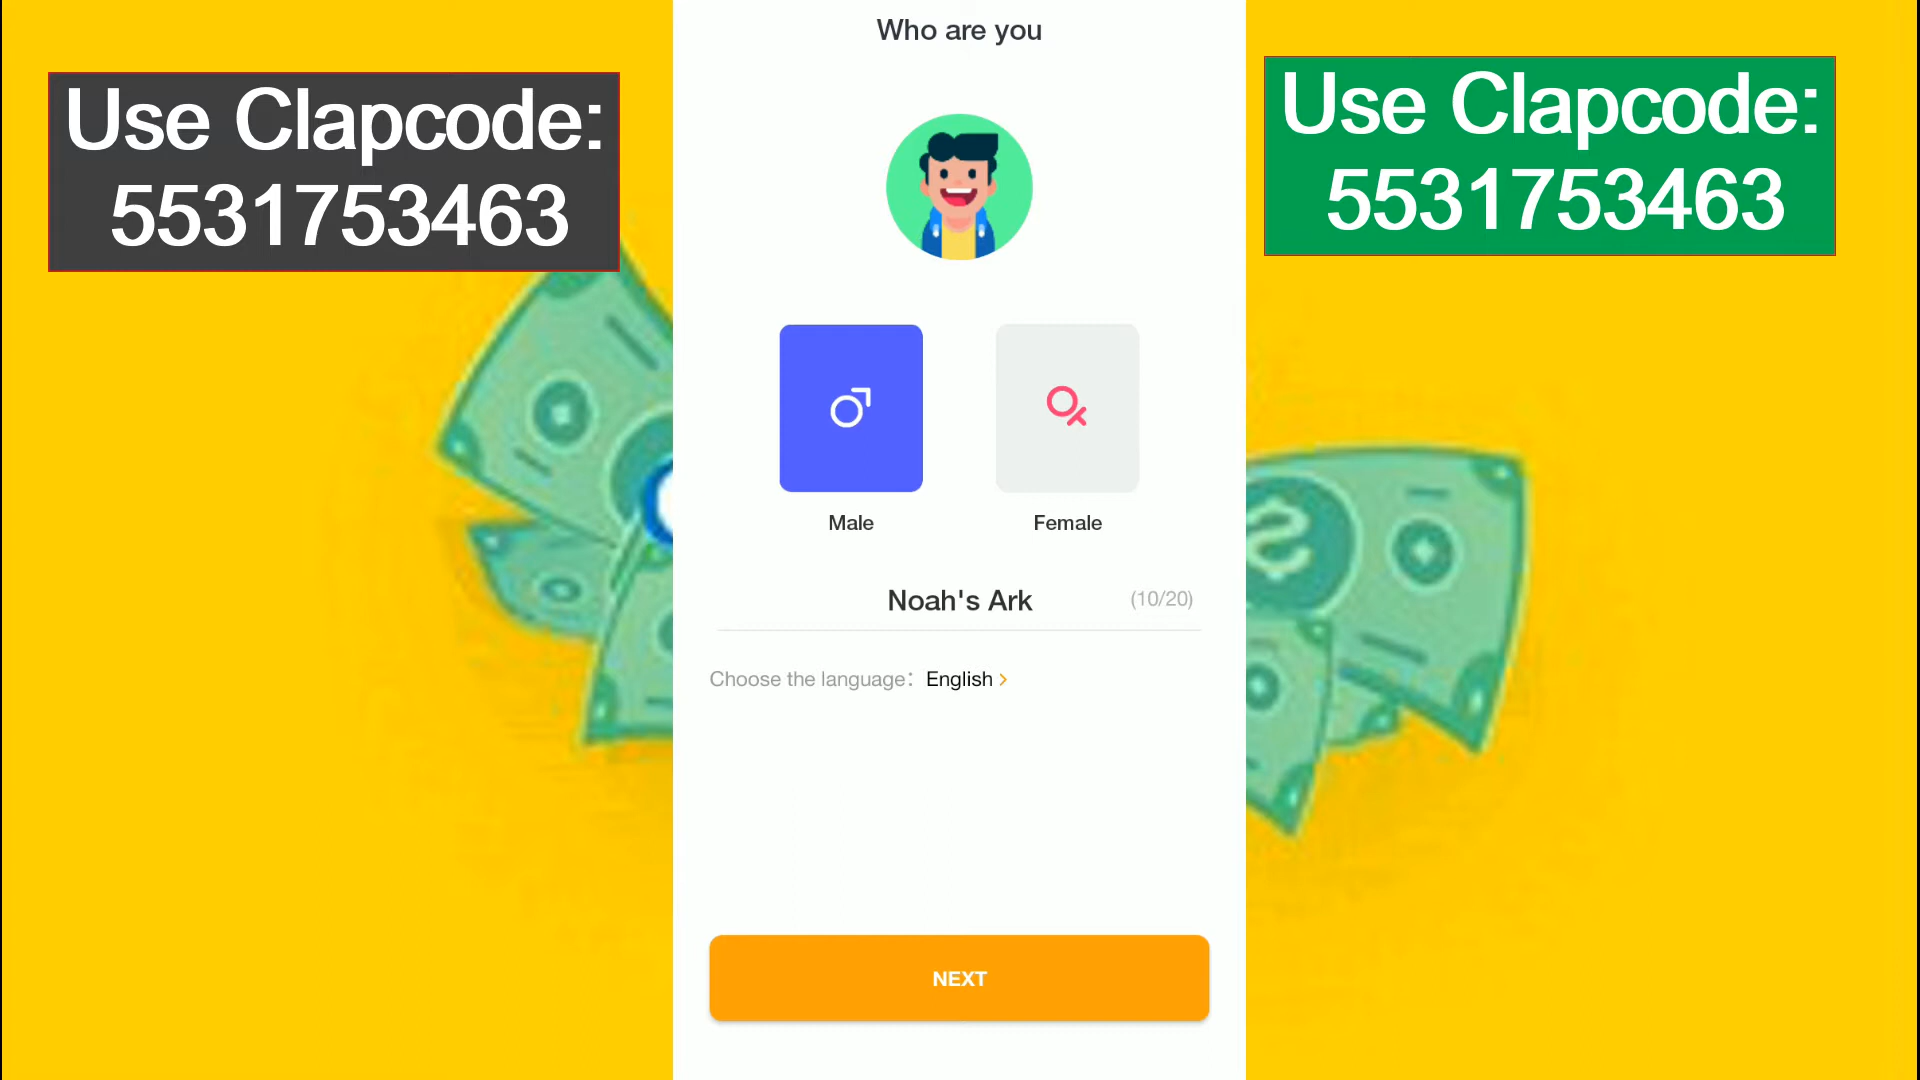 Use Clapcode:
5531753463
Who are you
Male
Female
Noah's Ark
(10/20)
Choose the language: English >
NEXT
Use Clapcode:
5531753463